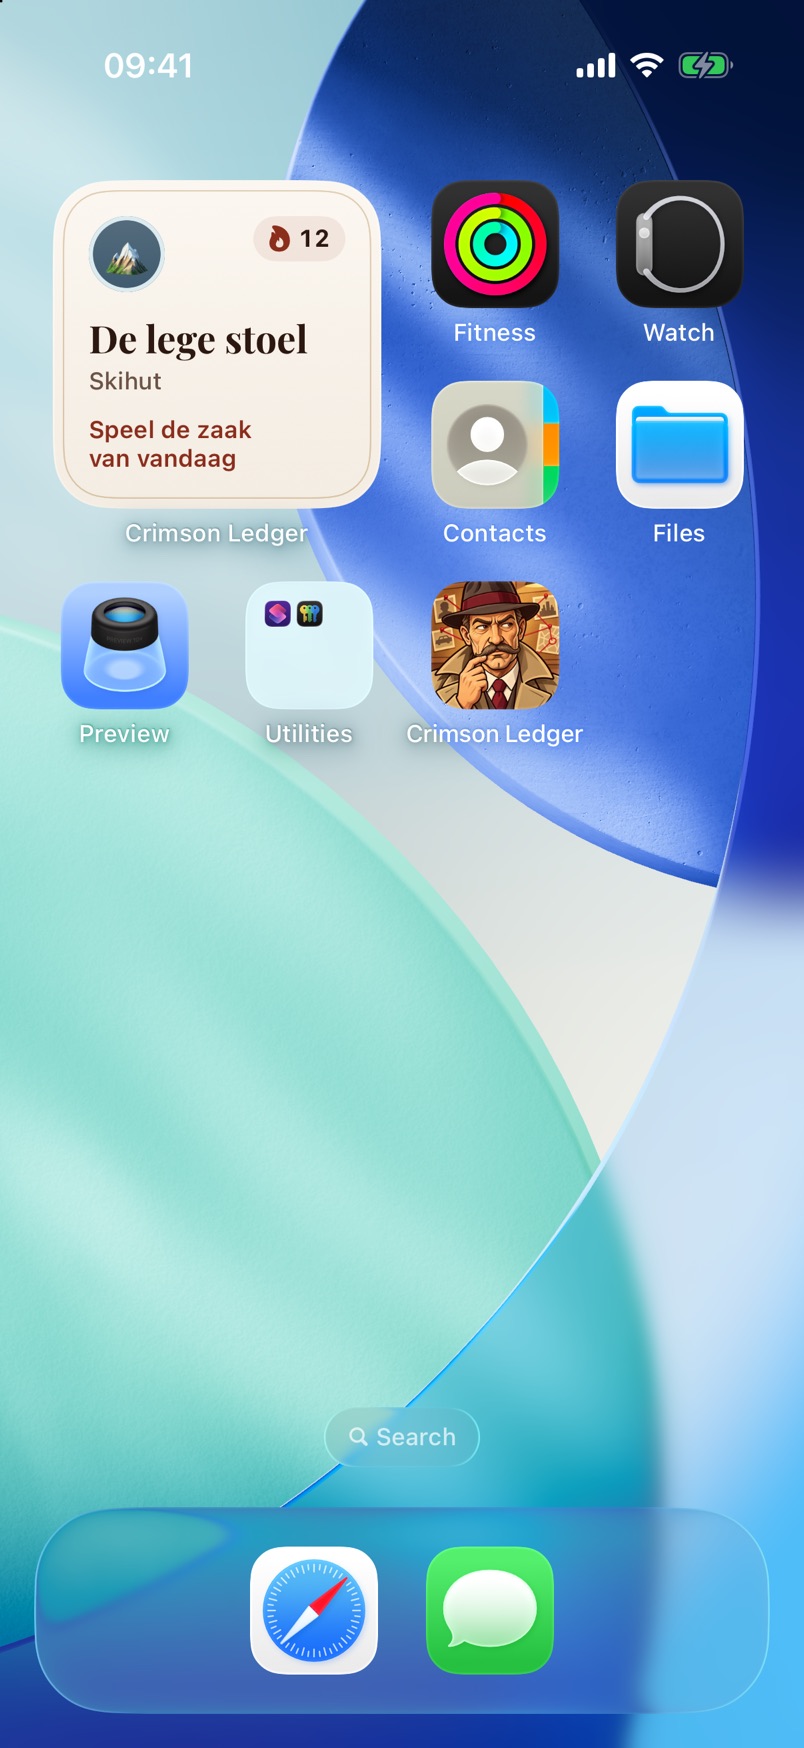 09:41
12
De lege stoel
Skihut
Speel de zaak
van vandaag
Crimson Ledger
Fitness
Watch
Contacts
Files
Preview
Utilities
Crimson Ledger
Search